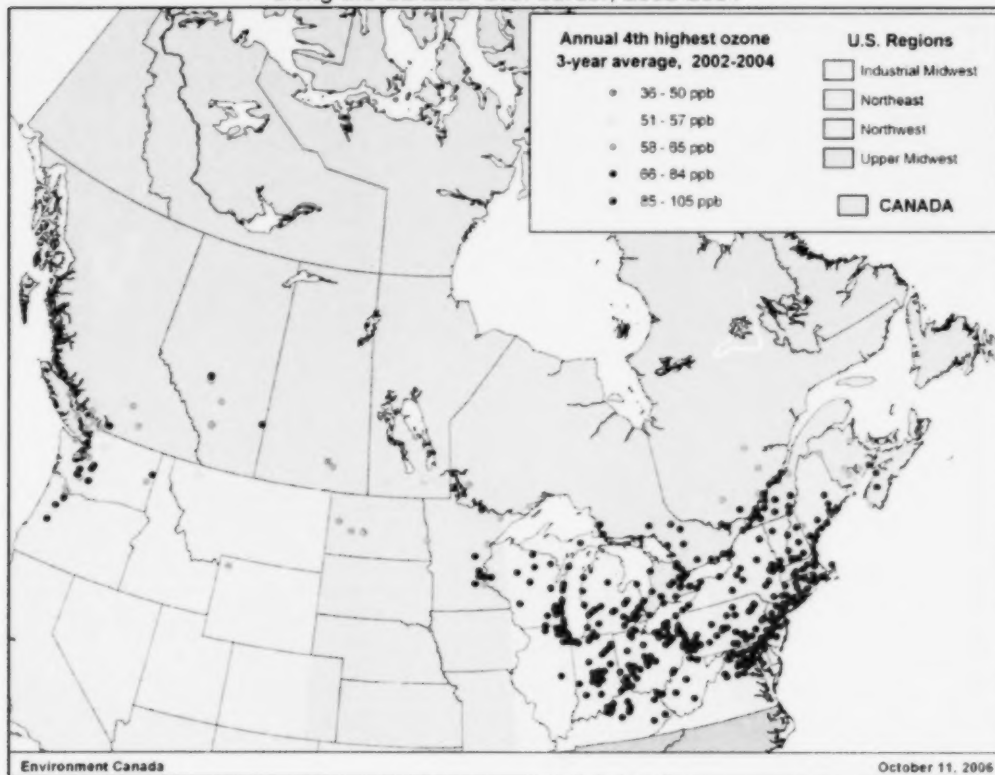 Annual 4th highest ozone
3-year average, 2002-2004
36 - 50 ppb
51 - 57 ppb
58 - 65 ppb
66 - 84 ppb
85 - 105 ppb
U.S. Regions
Industrial Midwest
Northeast
Northwest
Upper Midwest
CANADA
Environment Canada
October 11, 2006